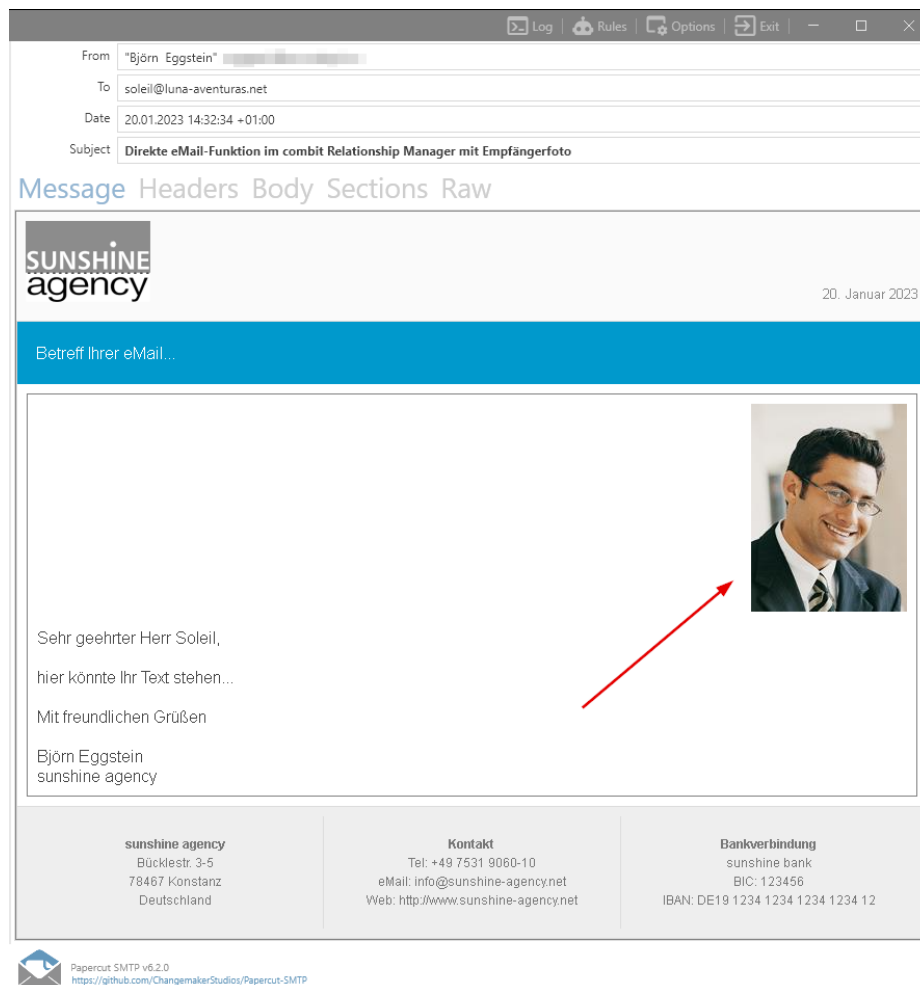 Log | Rules | Options | Exit |
From "Björn Eggstein"
To soleil@luna-aventuras.net
Date 20.01.2023 14:32:34 +01:00
Subject Direkte eMail-Funktion im combit Relationship Manager mit Empfängerfoto
Message Headers Body Sections Raw
sunshine
agency
20. Januar 2023
Betreff Ihrer eMail...
Sehr geehrter Herr Soleil,
hier könnte Ihr Text stehen...
Mit freundlichen Grüßen
Björn Eggstein
sunshine agency
sunshine agency
Bücklestr. 3-5
78467 Konstanz
Deutschland
Kontakt
Tel: +49 7531 9060-10
eMail: info@sunshine-agency.net
Web: http://www.sunshine-agency.net
Bankverbindung
sunshine bank
BIC: 123456
IBAN: DE19 1234 1234 1234 1234 12
Papercut SMTP v6.2.0
https://github.com/ChangemakerStudios/Papercut-SMTP